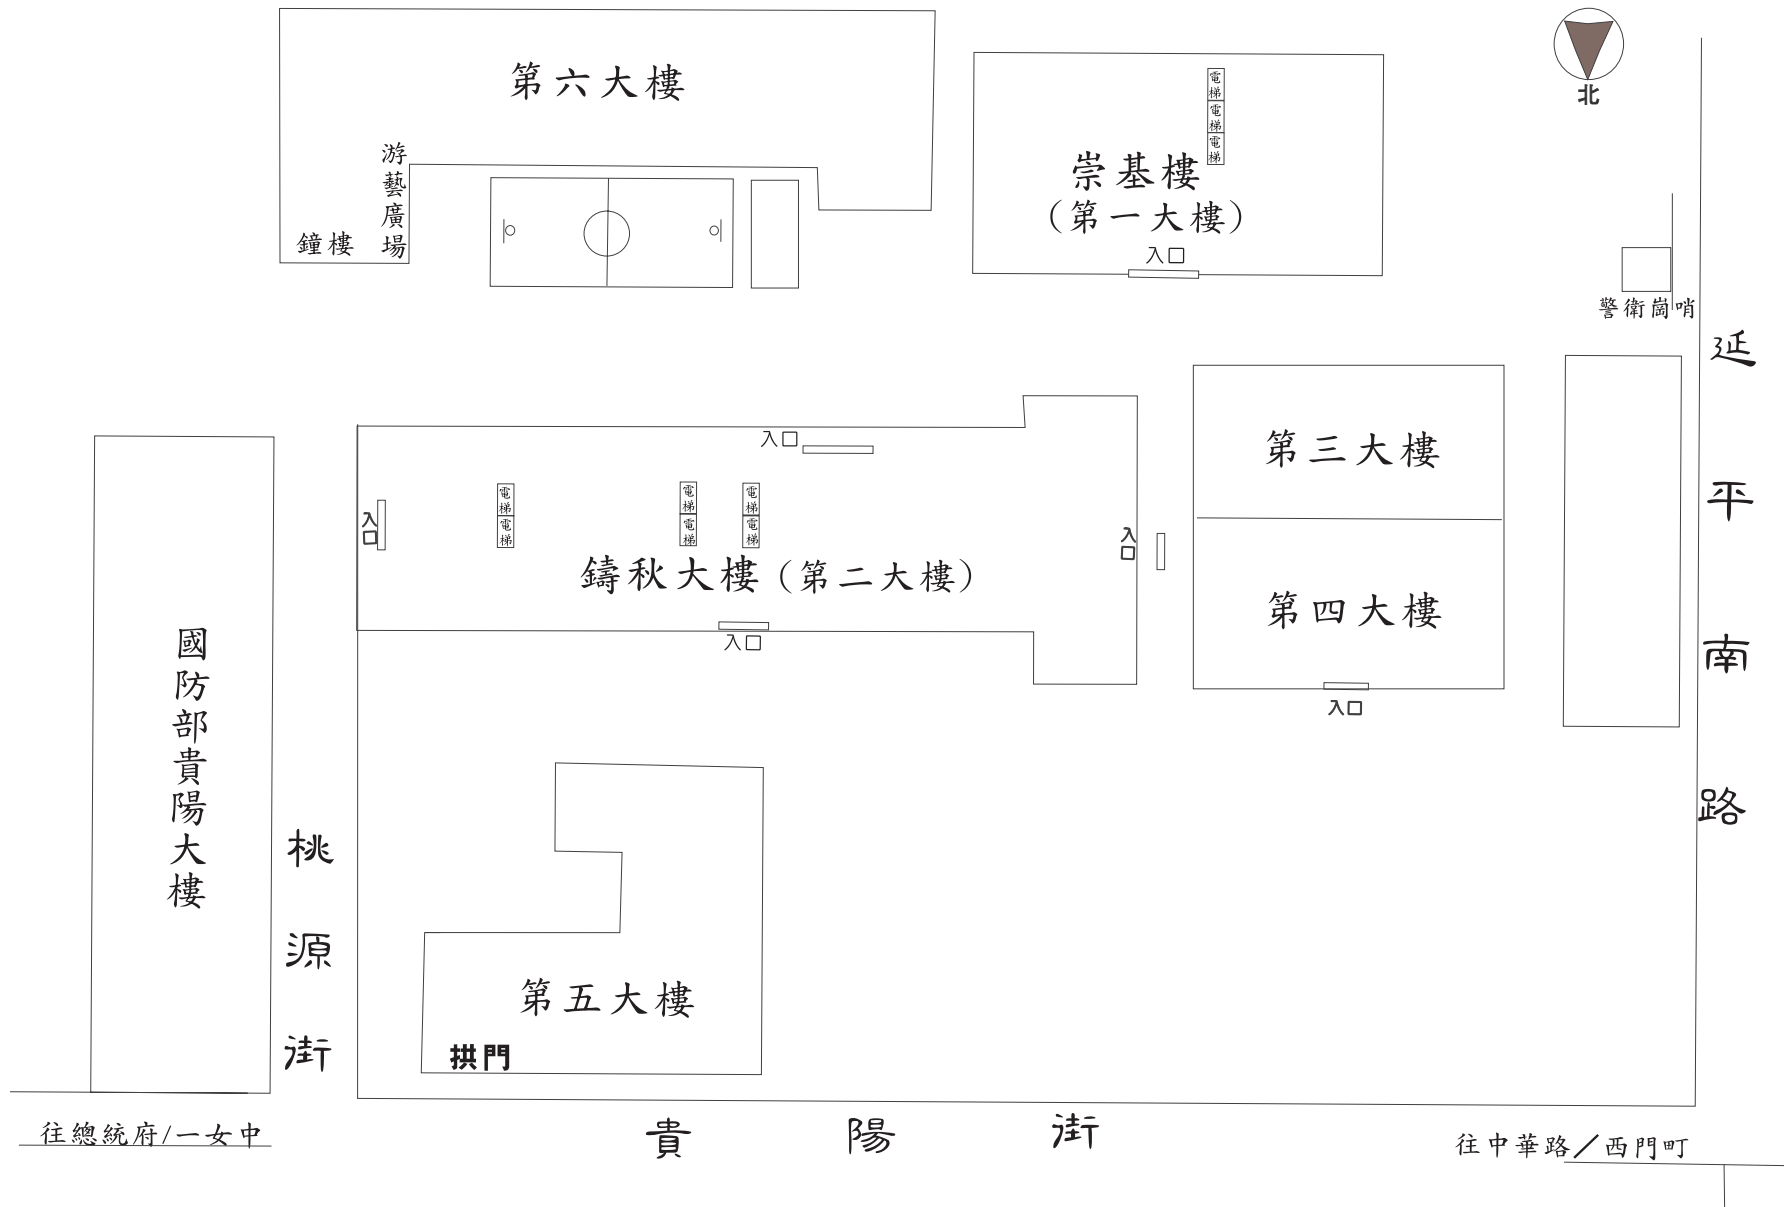 第六大樓
北
電梯
電梯
電梯
崇基樓
(第一大樓)
入口
游藝廣場
鐘樓
警衛崗哨
延平南路
第三大樓
第四大樓
入口
入口
入口
電梯
電梯
電梯
電梯
電梯
電梯
入口
鑄秋大樓(第二大樓)
入口
國防部貴陽大樓
桃源街
第五大樓
拱門
往總統府/一女中
貴陽街
往中華路/西門町